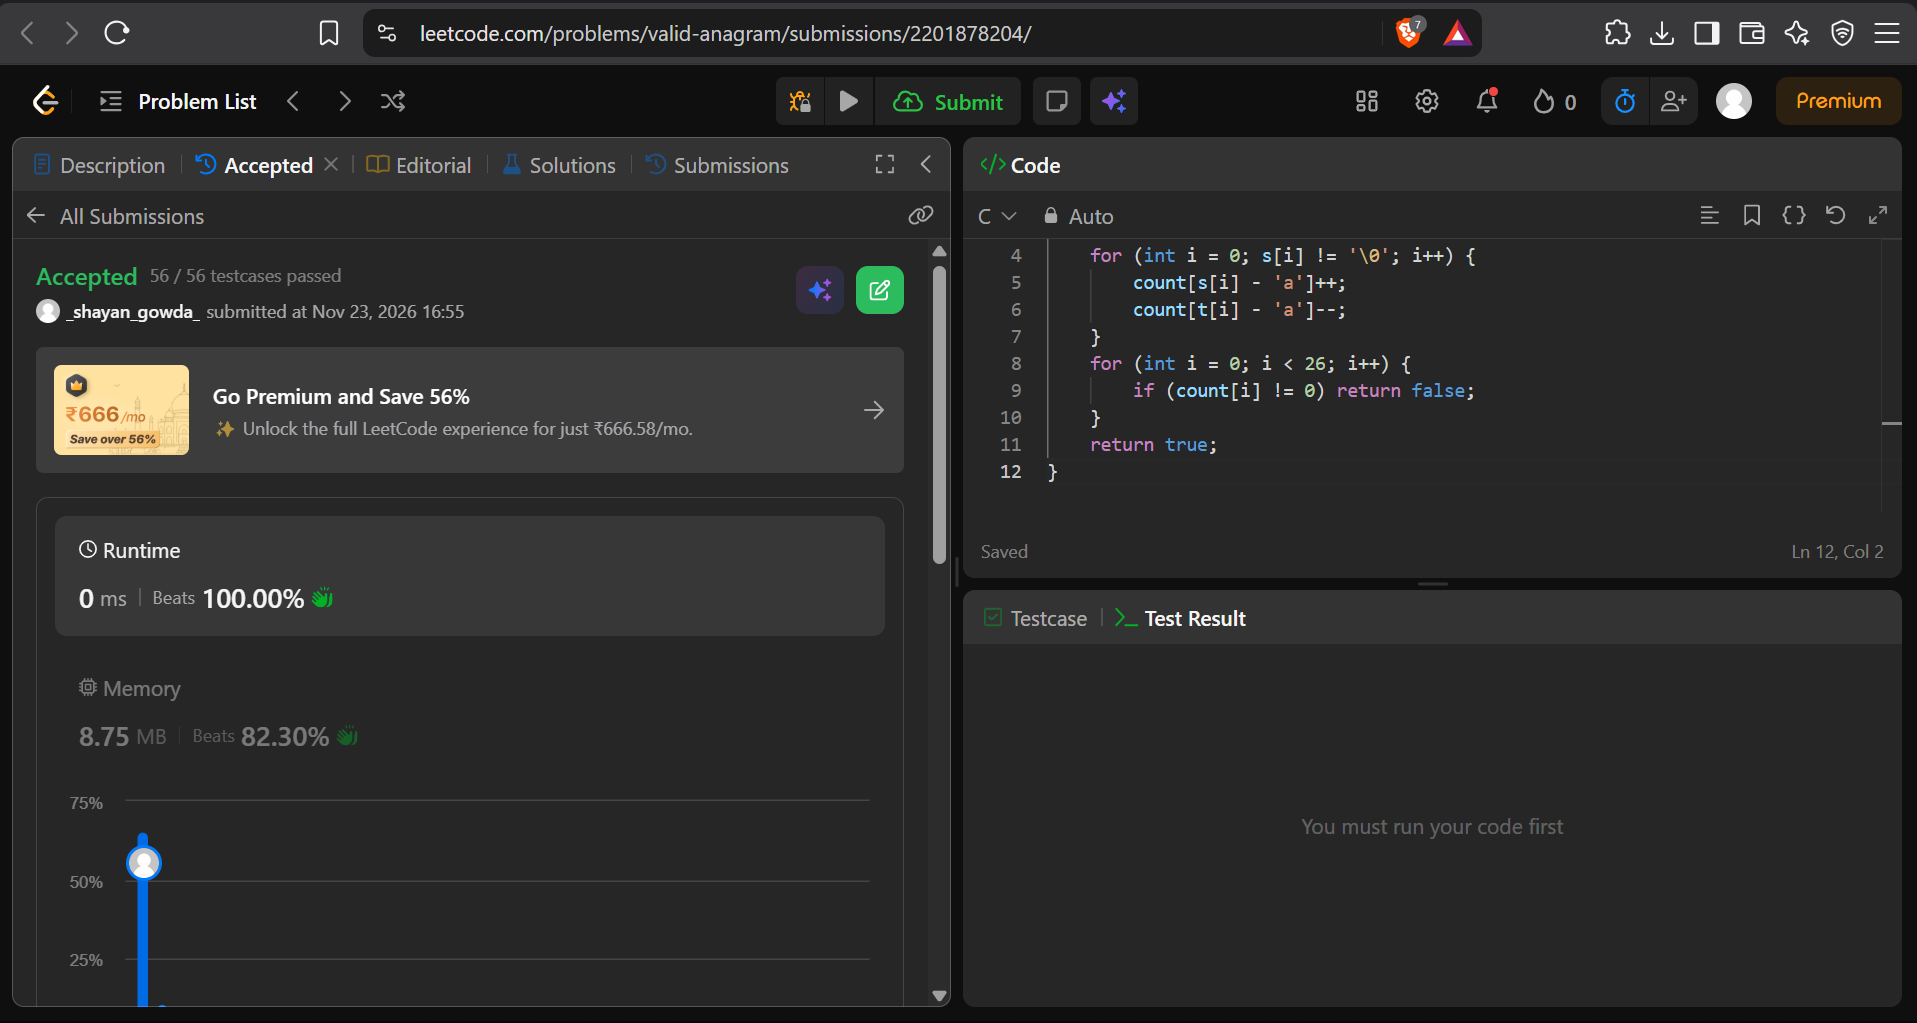 leetcode.com/problems/valid-anagram/submissions/2201878204/
7
Problem List
Submit
0
Premium
Description
Accepted
Editorial
Solutions
Submissions
All Submissions
Accepted 56 / 56 testcases passed
_shayan_gowda_ submitted at Nov 23, 2026 16:55
₹666/mo
Save over 56%
Go Premium and Save 56%
Unlock the full LeetCode experience for just ₹666.58/mo.
Runtime
0 ms Beats 100.00%
Memory
8.75 MB Beats 82.30%
75%
50%
25%
</> Code
C
Auto
4 for (int i = 0; s[i] != '\0'; i++) {
5 count[s[i] - 'a']++;
6 count[t[i] - 'a']--;
7 }
8 for (int i = 0; i < 26; i++) {
9 if (count[i] != 0) return false;
10 }
11 return true;
12 }
Saved
Ln 12, Col 2
Testcase
Test Result
You must run your code first